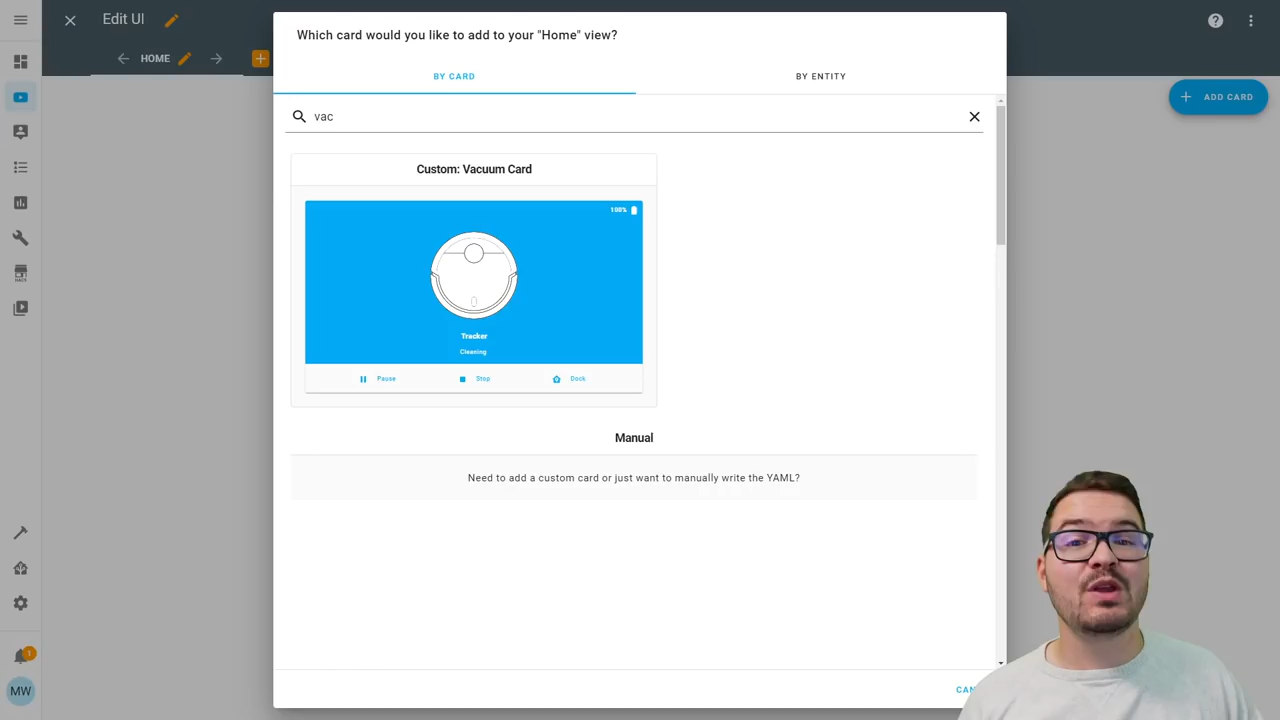 Edit UI
HOME
Which card would you like to add to your "Home" view?
BY CARD
BY ENTITY
ADD CARD
vac
Custom: Vacuum Card
100%
Tracker
Cleaning
Pause
Stop
Dock
Manual
Need to add a custom card or just want to manually write the YAML?
CAN
1
MW